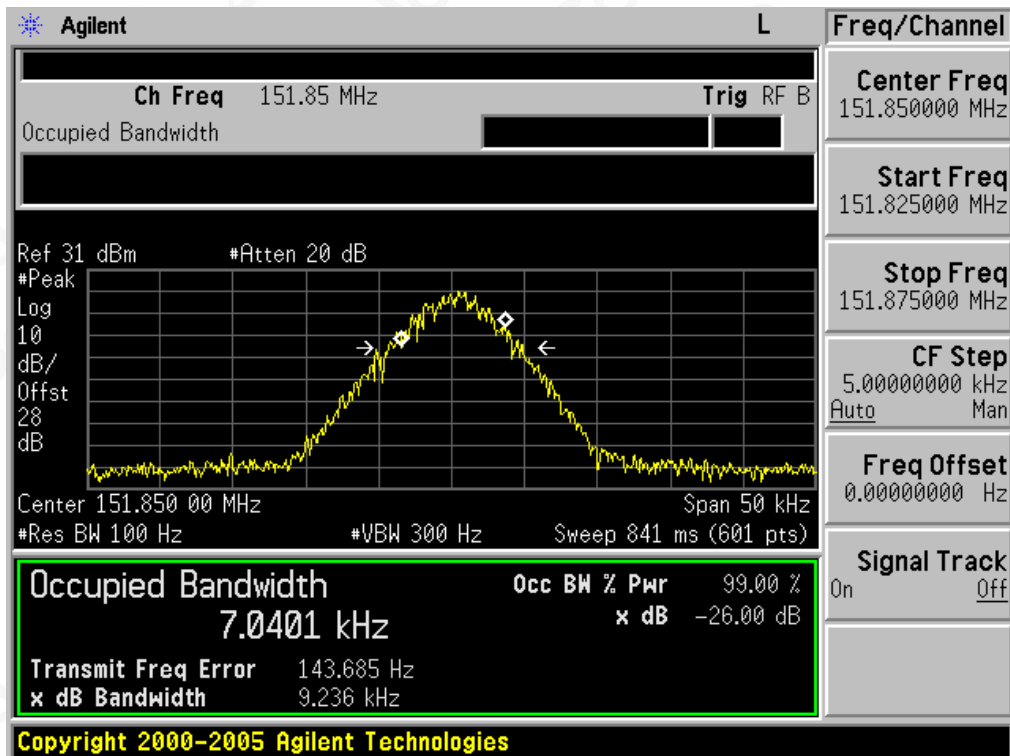 Agilent L
Ch Freq 151.85 MHz Trig RF B
Occupied Bandwidth
Ref 31 dBm #Atten 20 dB
#Peak
Log
10
dB/
Offst
28
dB
Center 151.850 00 MHz Span 50 kHz
#Res BW 100 Hz #VBW 300 Hz Sweep 841 ms (601 pts)
Occupied Bandwidth Occ BW % Pwr 99.00 %
7.0401 kHz x dB -26.00 dB
Transmit Freq Error 143.685 Hz
x dB Bandwidth 9.236 kHz
Copyright 2000-2005 Agilent Technologies
Freq/Channel
Center Freq
151.850000 MHz
Start Freq
151.825000 MHz
Stop Freq
151.875000 MHz
CF Step
5.00000000 kHz
Auto Man
Freq Offset
0.00000000 Hz
Signal Track
On Off